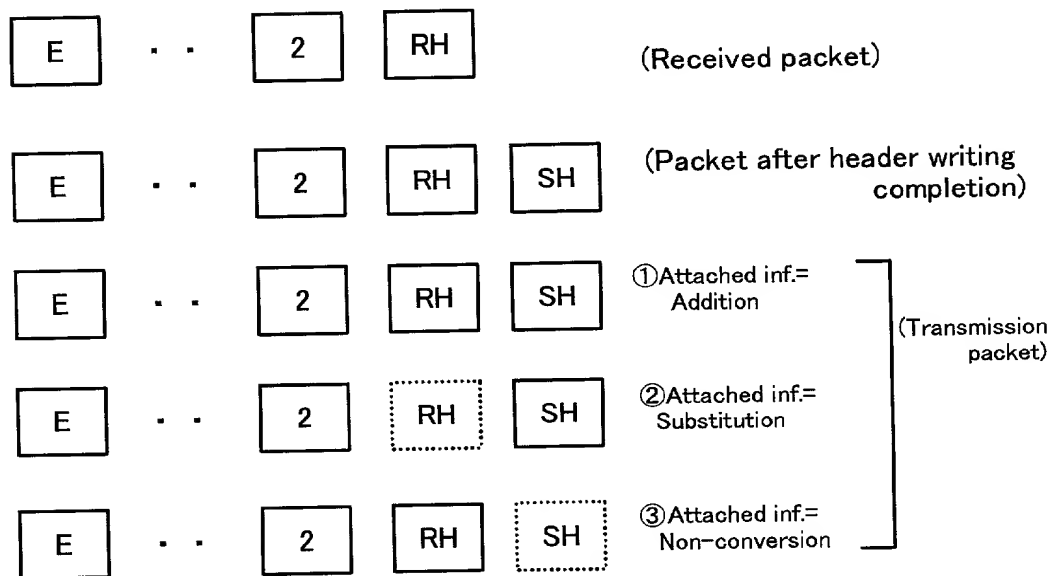 E · · 2 RH (Received packet)
E · · 2 RH SH (Packet after header writing
completion)
E · · 2 RH SH ①Attached inf.=
Addition
(Transmission
packet)
E · · 2 RH SH ②Attached inf.=
Substitution
E · · 2 RH SH ③Attached inf.=
Non-conversion